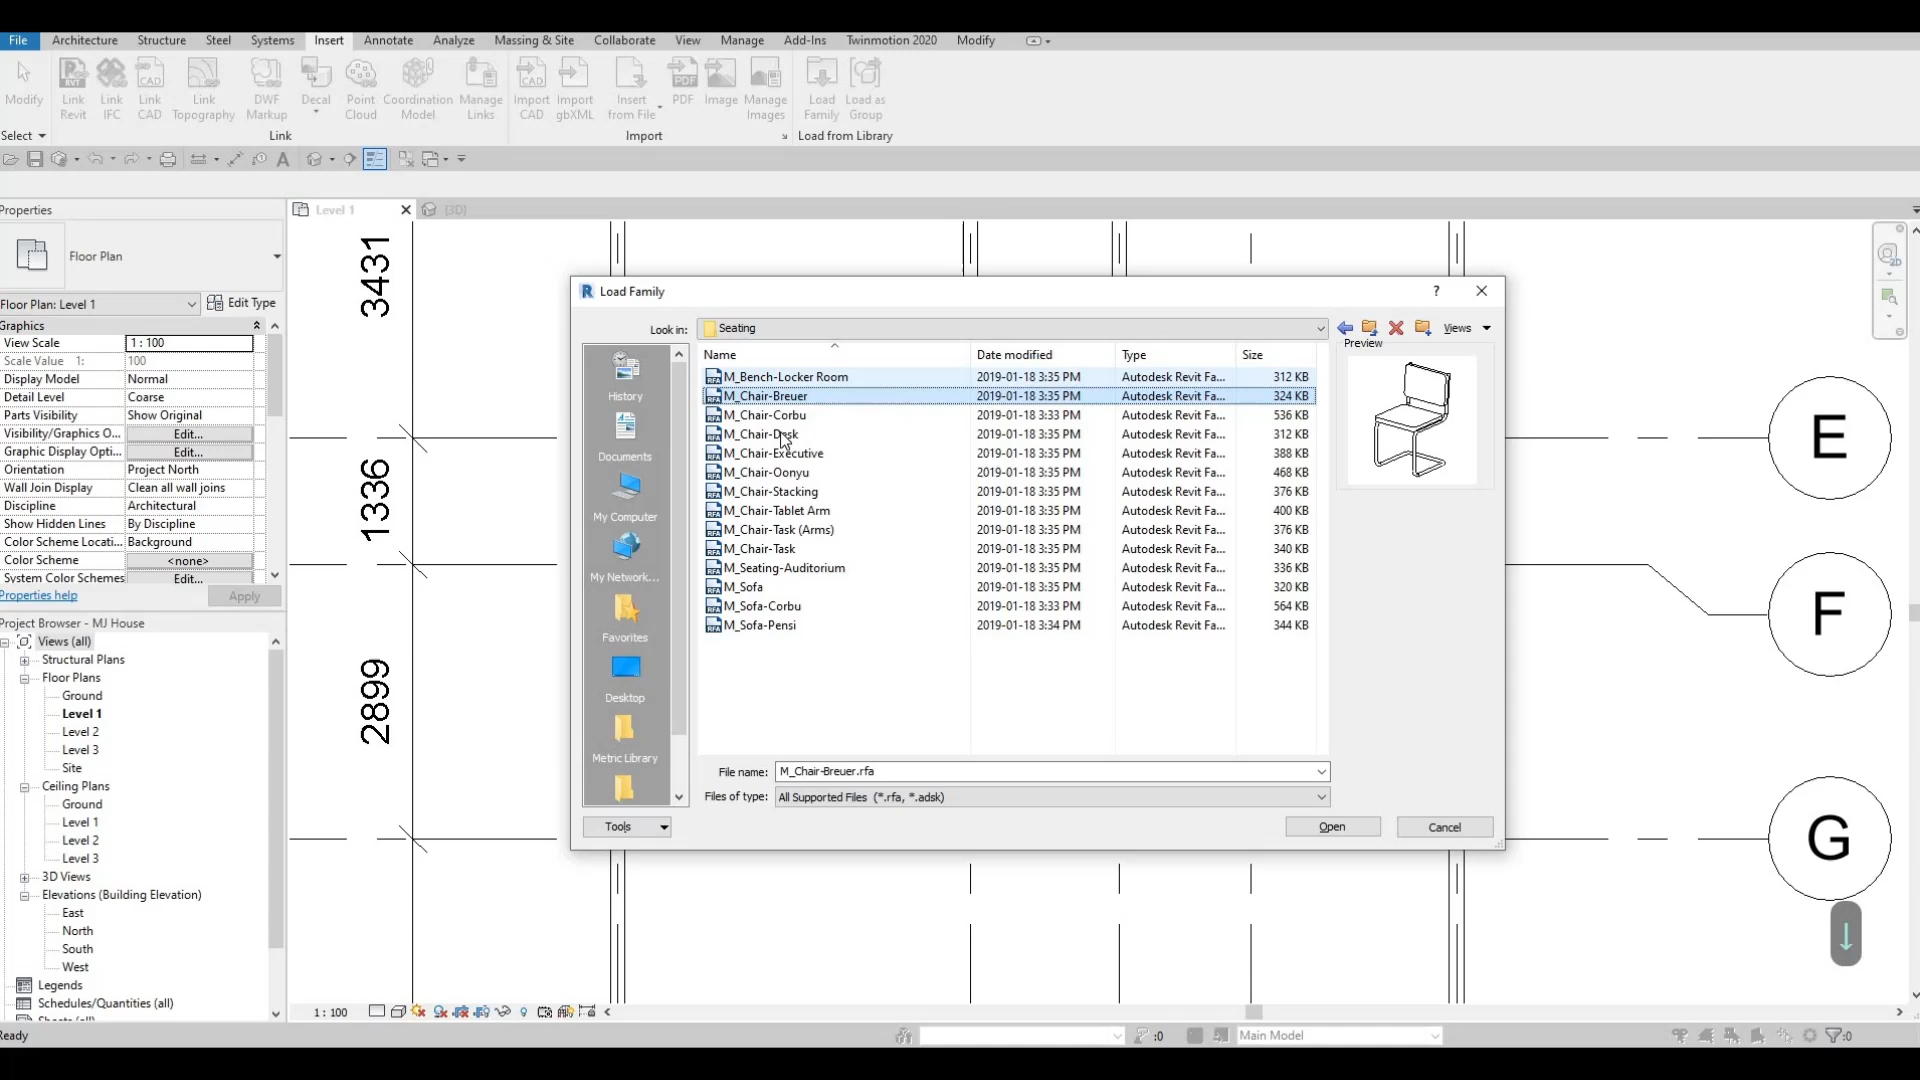 File Architecture Structure Steel Systems Insert Annotate Analyze Massing & Site Collaborate View Manage Add-Ins Twinmotion 2020 Modify
Modify Link Revit Link IFC Link CAD Link Topography DWF Markup Decal Point Cloud Coordination Model Manage Links Import CAD Import gbXML Insert from File PDF Image Manage Images Load Family Load as Group
Select Link Import Load from Library
Properties
Level 1 {3D}
Floor Plan
Floor Plan: Level 1 Edit Type
Graphics
View Scale 1 : 100
Scale Value 1: 100
Display Model Normal
Detail Level Coarse
Parts Visibility Show Original
Visibility/Graphics O... Edit...
Graphic Display Opti... Edit...
Orientation Project North
Wall Join Display Clean all wall joins
Discipline Architectural
Show Hidden Lines By Discipline
Color Scheme Locati... Background
Color Scheme <none>
System Color Schemes Edit...
Properties help Apply
Project Browser - MJ House
Views (all)
Structural Plans
Floor Plans
Ground
Level 1
Level 2
Level 3
Site
Ceiling Plans
Ground
Level 1
Level 2
Level 3
3D Views
Elevations (Building Elevation)
East
North
South
West
Legends
Schedules/Quantities (all)
Sheets (all)
3431
1336
2899
Load Family
Look in: Seating Views
History
Documents
My Computer
My Network...
Favorites
Desktop
Metric Library
Name Date modified Type Size
M_Bench-Locker Room 2019-01-18 3:35 PM Autodesk Revit Fa... 312 KB
M_Chair-Breuer 2019-01-18 3:35 PM Autodesk Revit Fa... 324 KB
M_Chair-Corbu 2019-01-18 3:33 PM Autodesk Revit Fa... 536 KB
M_Chair-Desk 2019-01-18 3:35 PM Autodesk Revit Fa... 312 KB
M_Chair-Executive 2019-01-18 3:35 PM Autodesk Revit Fa... 388 KB
M_Chair-Oonyu 2019-01-18 3:35 PM Autodesk Revit Fa... 468 KB
M_Chair-Stacking 2019-01-18 3:35 PM Autodesk Revit Fa... 376 KB
M_Chair-Tablet Arm 2019-01-18 3:35 PM Autodesk Revit Fa... 400 KB
M_Chair-Task (Arms) 2019-01-18 3:35 PM Autodesk Revit Fa... 376 KB
M_Chair-Task 2019-01-18 3:35 PM Autodesk Revit Fa... 340 KB
M_Seating-Auditorium 2019-01-18 3:35 PM Autodesk Revit Fa... 336 KB
M_Sofa 2019-01-18 3:35 PM Autodesk Revit Fa... 320 KB
M_Sofa-Corbu 2019-01-18 3:33 PM Autodesk Revit Fa... 564 KB
M_Sofa-Pensi 2019-01-18 3:34 PM Autodesk Revit Fa... 344 KB
Preview
File name: M_Chair-Breuer.rfa
Files of type: All Supported Files (*.rfa, *.adsk)
Tools Open Cancel
E
F
G
1 : 100
Ready :0 Main Model :0